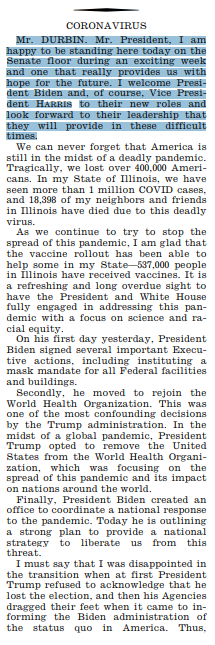 CORONAVIRUS
Mr. DURBIN. Mr. President, I am
happy to be standing here today on the
Senate floor during an exciting week
and one that really provides us with
hope for the future. I welcome Presi-
dent Biden and, of course, Vice Presi-
dent HARRIS to their new roles and
look forward to their leadership that
they will provide in these difficult
times.
We can never forget that America is
still in the midst of a deadly pandemic.
Tragically, we lost over 400,000 Ameri-
cans. In my State of Illinois, we have
seen more than 1 million COVID cases,
and 18,398 of my neighbors and friends
in Illinois have died due to this deadly
virus.
As we continue to try to stop the
spread of this pandemic, I am glad that
the vaccine rollout has been able to
help some in my State—537,000 people
in Illinois have received vaccines. It is
a refreshing and long overdue sight to
have the President and White House
fully engaged in addressing this pan-
demic with a focus on science and ra-
cial equity.
On his first day yesterday, President
Biden signed several important Execu-
tive actions, including instituting a
mask mandate for all Federal facilities
and buildings.
Secondly, he moved to rejoin the
World Health Organization. This was
one of the most confounding decisions
by the Trump administration. In the
midst of a global pandemic, President
Trump opted to remove the United
States from the World Health Organi-
zation, which was focusing on the
spread of this pandemic and its impact
on nations around the world.
Finally, President Biden created an
office to coordinate a national response
to the pandemic. Today he is outlining
a strong plan to provide a national
strategy to liberate us from this
threat.
I must say that I was disappointed in
the transition when at first President
Trump refused to acknowledge that he
lost the election, and then his Agencies
dragged their feet when it came to in-
forming the Biden administration of
the status quo in America. Thus,